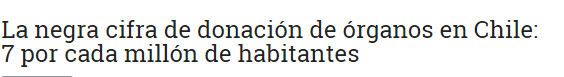 La negra cifra de donación de órganos en Chile:
7 por cada millón de habitantes